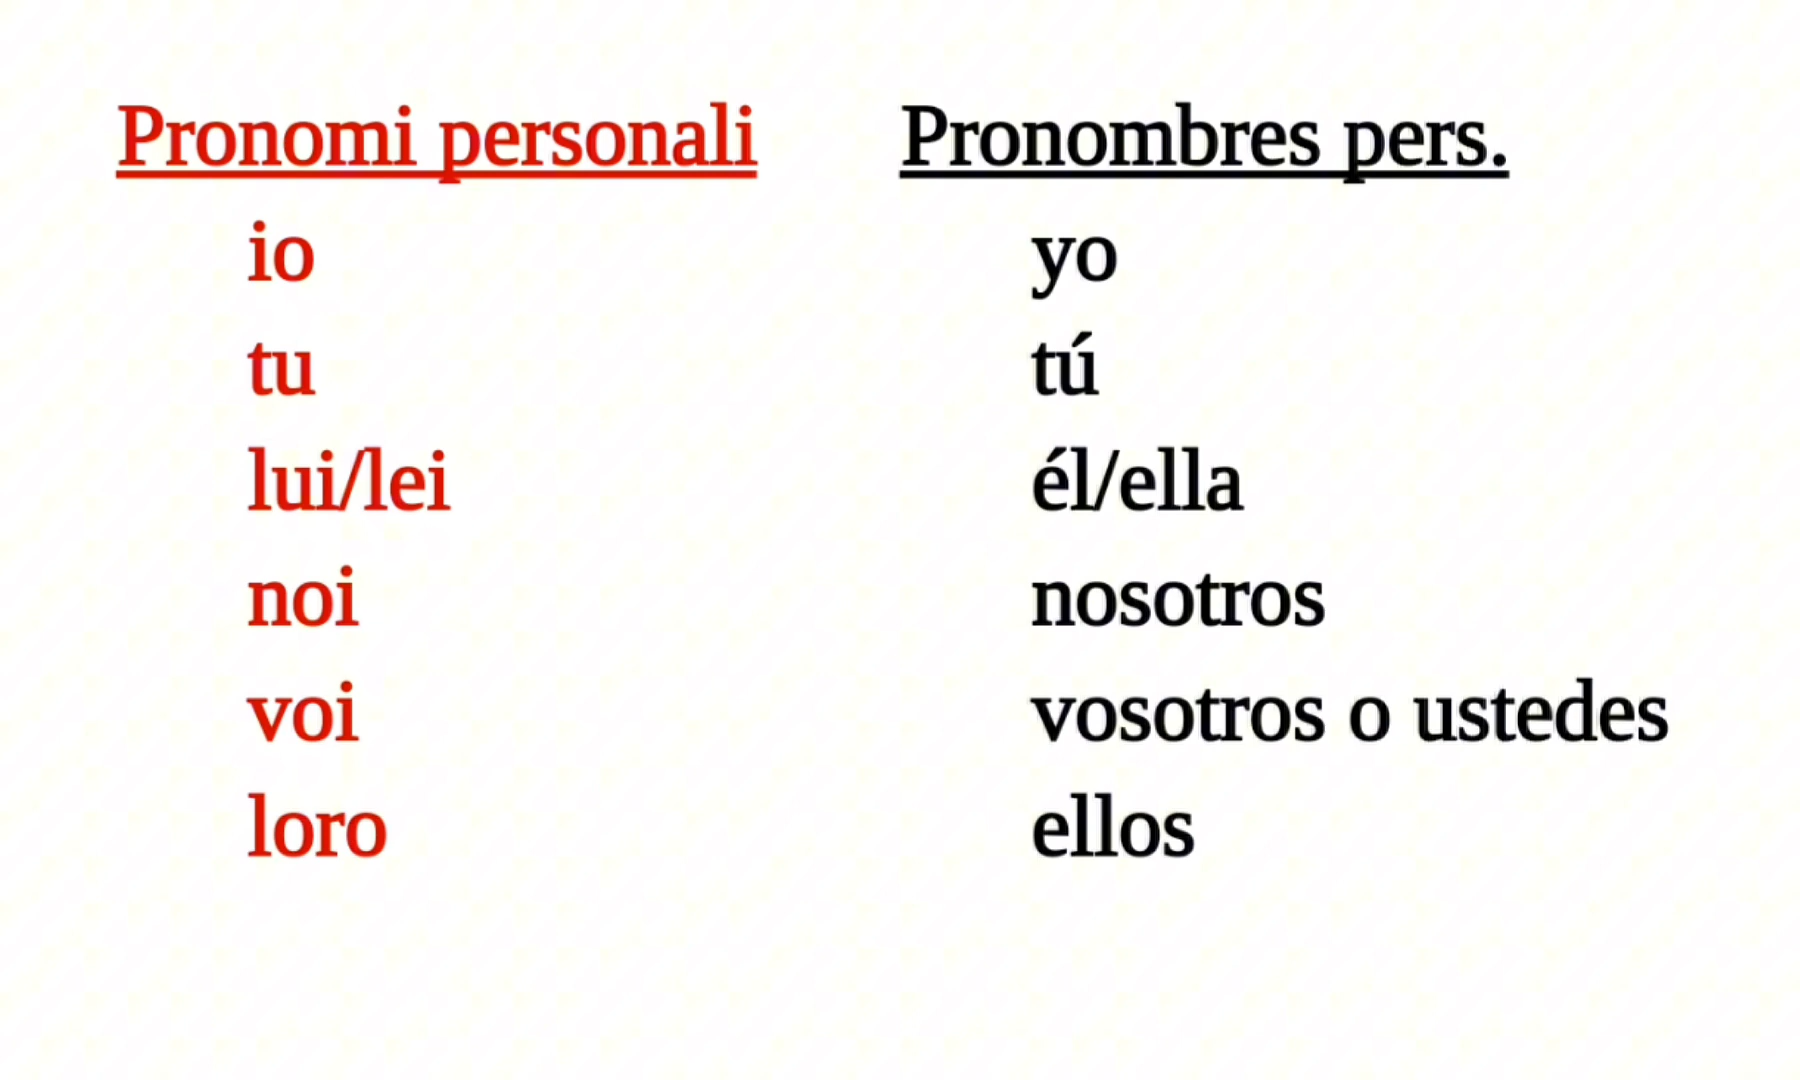 Pronomi personali Pronombres pers.
io yo
tu tú
lui/lei él/ella
noi nosotros
voi vosotros o ustedes
loro ellos